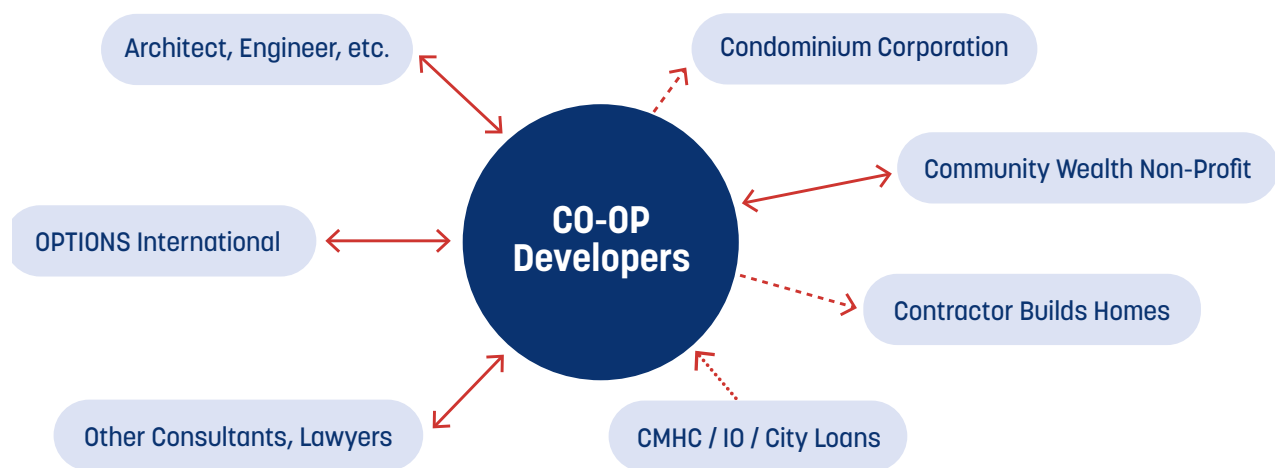 Architect, Engineer, etc.
Condominium Corporation
Community Wealth Non-Profit
CO-OP
Developers
OPTIONS International
Contractor Builds Homes
Other Consultants, Lawyers
CMHC / IO / City Loans